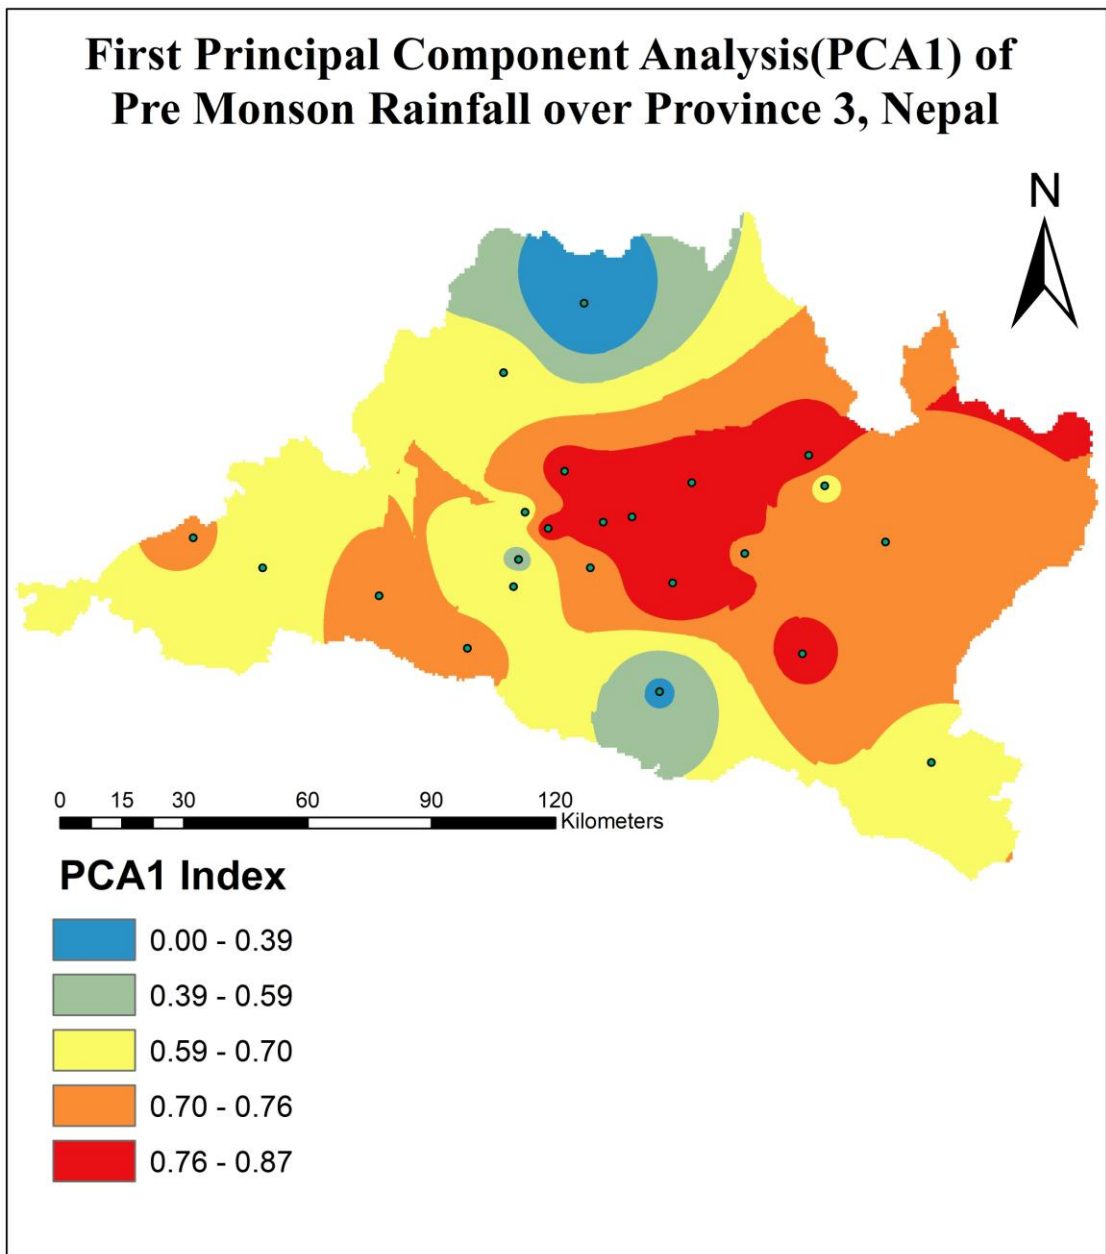 First Principal Component Analysis(PCA1) of
Pre Monson Rainfall over Province 3, Nepal
N
0 15 30 60 90 120
Kilometers
PCA1 Index
0.00 - 0.39
0.39 - 0.59
0.59 - 0.70
0.70 - 0.76
0.76 - 0.87